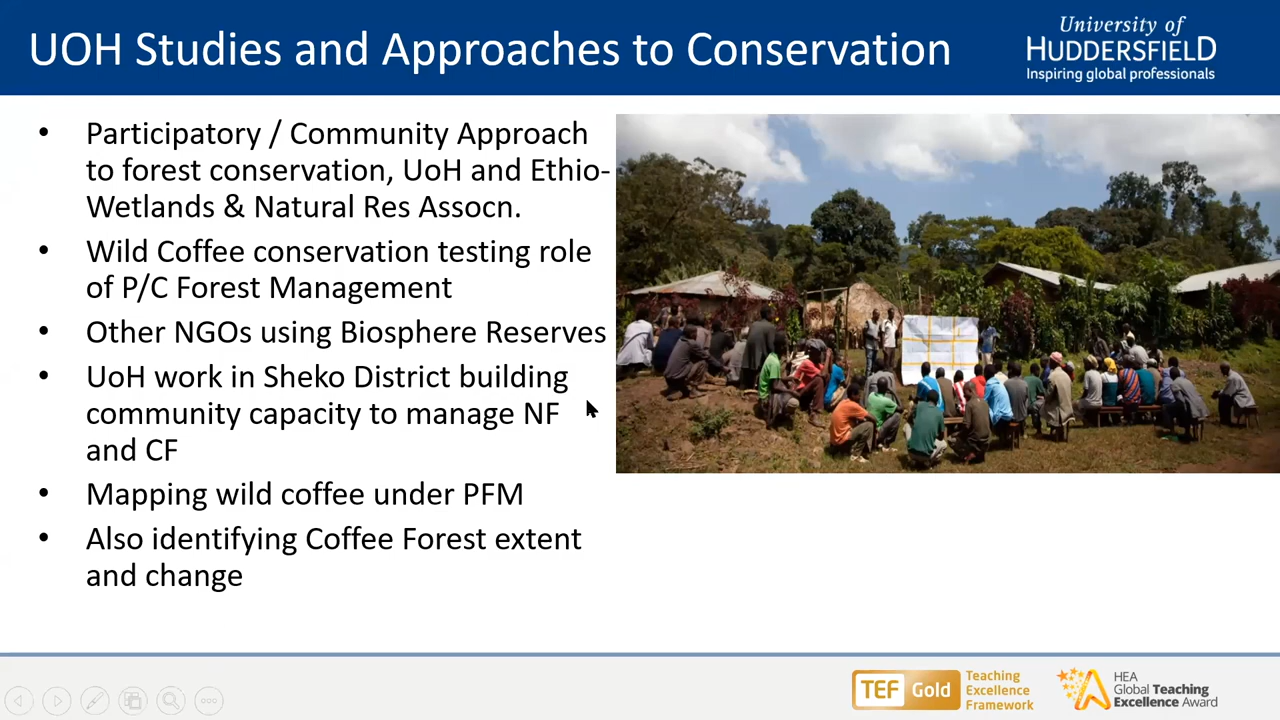 UOH Studies and Approaches to Conservation
University of
HUDDERSFIELD
Inspiring global professionals
• Participatory / Community Approach
to forest conservation, UoH and Ethio-
Wetlands & Natural Res Assocn.
• Wild Coffee conservation testing role
of P/C Forest Management
• Other NGOs using Biosphere Reserves
• UoH work in Sheko District building
community capacity to manage NF
and CF
• Mapping wild coffee under PFM
• Also identifying Coffee Forest extent
and change
TEF Gold
Teaching
Excellence
Framework
HEA
Global Teaching
Excellence Award